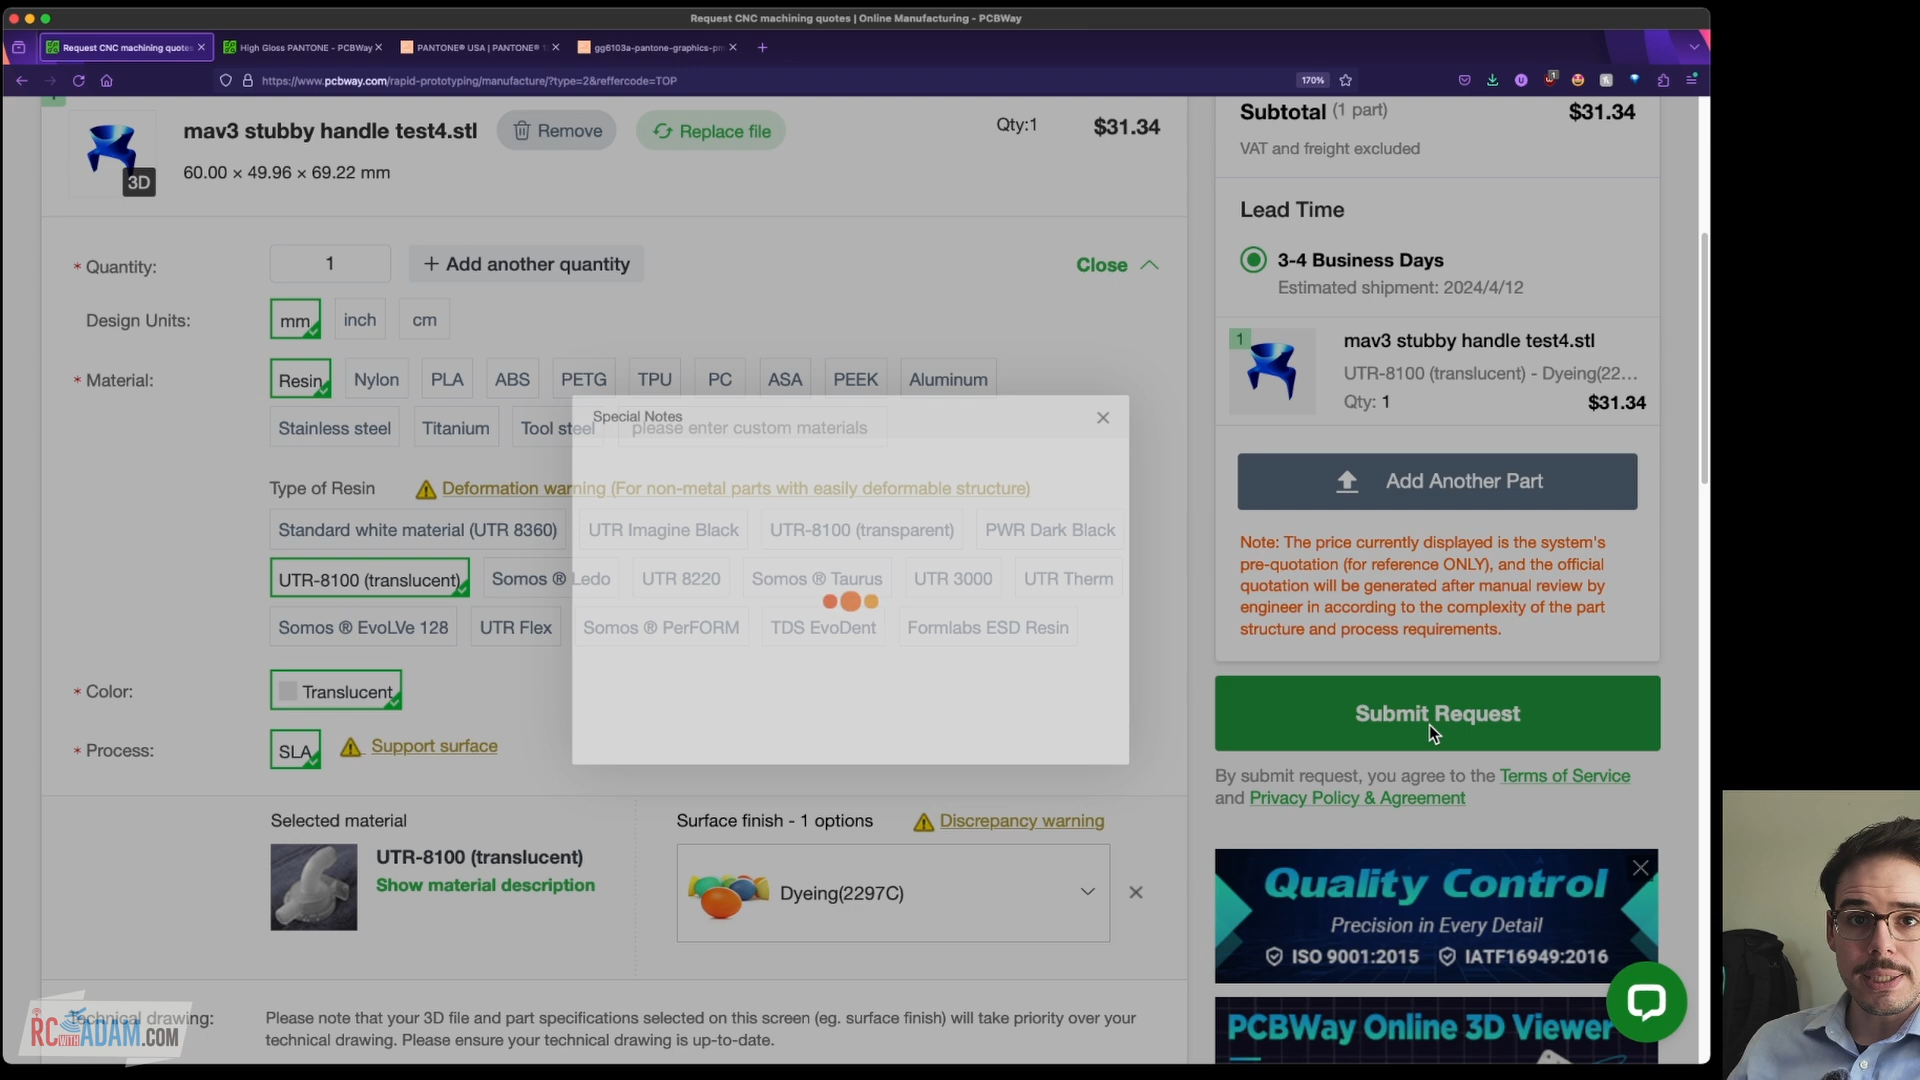 Request CNC machining quotes | Online Manufacturing - PCBWay
Request CNC machining quotes
High Gloss PANTONE - PCBWay
PANTONE® USA | PANTONE®
gg6103a-pantone-graphics-pm
https://www.pcbway.com/rapid-prototyping/manufacture/?type=2&reffercode=TOP
170%
1
mav3 stubby handle test4.stl
Remove
Replace file
Qty:1
$31.34
3D
60.00 × 49.96 × 69.22 mm
* Quantity:
1
+ Add another quantity
Close
Design Units:
mm
inch
cm
* Material:
Resin
Nylon
PLA
ABS
PETG
TPU
PC
ASA
PEEK
Aluminum
Stainless steel
Titanium
Tool steel
please enter custom materials
Special Notes
Type of Resin
Deformation warning (For non-metal parts with easily deformable structure)
Standard white material (UTR 8360)
UTR Imagine Black
UTR-8100 (transparent)
PWR Dark Black
UTR-8100 (translucent)
Somos ® Ledo
UTR 8220
Somos ® Taurus
UTR 3000
UTR Therm
Somos ® EvoLVe 128
UTR Flex
Somos ® PerFORM
TDS EvoDent
Formlabs ESD Resin
* Color:
Translucent
* Process:
SLA
Support surface
Selected material
UTR-8100 (translucent)
Show material description
Surface finish - 1 options
Discrepancy warning
Dyeing(2297C)
Technical drawing:
Please note that your 3D file and part specifications selected on this screen (eg. surface finish) will take priority over your
technical drawing. Please ensure your technical drawing is up-to-date.
Subtotal (1 part)
$31.34
VAT and freight excluded
Lead Time
3-4 Business Days
Estimated shipment: 2024/4/12
1
mav3 stubby handle test4.stl
UTR-8100 (translucent) - Dyeing(22...
Qty: 1
$31.34
Add Another Part
Note: The price currently displayed is the system's
pre-quotation (for reference ONLY), and the official
quotation will be generated after manual review by
engineer in according to the complexity of the part
structure and process requirements.
Submit Request
By submit request, you agree to the Terms of Service
and Privacy Policy & Agreement
Quality Control
Precision in Every Detail
ISO 9001:2015
IATF16949:2016
PCBWay Online 3D Viewer
RC WITH ADAM.COM